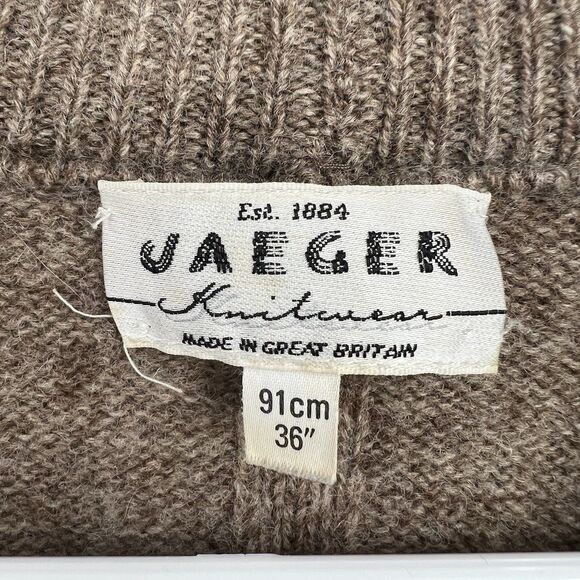 Est. 1884
JAEGER
Knitwear
MADE IN GREAT BRITAIN
91cm
36"